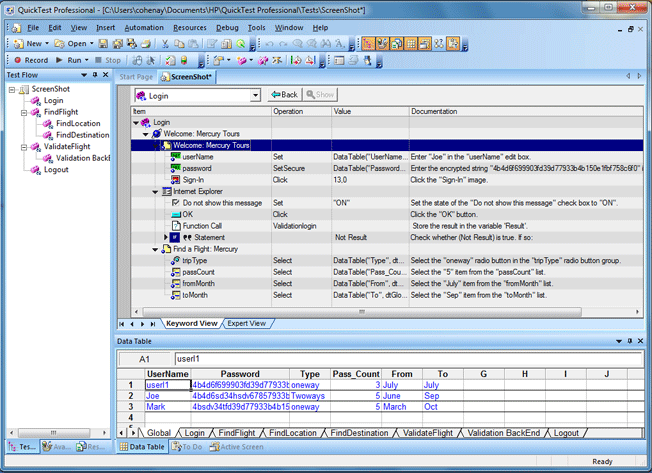 QuickTest Professional - [C:\Users\cohenay\Documents\HP\QuickTest Professional\Tests\ScreenShot*]
File Edit View Insert Automation Resources Debug Tools Window Help
New Open
Record Run Stop
Test Flow
Start Page ScreenShot*
ScreenShot
Login
FindFlight
FindLocation
FindDestination
ValidateFlight
Validation BackE
Logout
Login Back Show
Item Operation Value Documentation
Login
Welcome: Mercury Tours
Welcome: Mercury Tours
userName Set DataTable("UserName... Enter "Joe" in the "userName" edit box.
password SetSecure DataTable("Password... Enter the encrypted string "4b4d6f699903fd39d77933b4b150e1fbf758c6f0"
Sign-In Click 13,0 Click the "Sign-In" image.
Internet Explorer
Do not show this message Set "ON" Set the state of the "Do not show this message" check box to "ON".
OK Click Click the "OK" button.
Function Call Validationlogin Store the result in the variable 'Result'.
IF Statement Not Result Check whether (Not Result) is true. If so:
Find a Flight: Mercury
tripType Select DataTable("Type", dt... Select the "oneway" radio button in the "tripType" radio button group.
passCount Select DataTable("Pass_Cou... Select the "5" item from the "passCount" list.
fromMonth Select DataTable("From", dt... Select the "July" item from the "fromMonth" list.
toMonth Select DataTable("To", dtGlo... Select the "Sep" item from the "toMonth" list.
Keyword View Expert View
Data Table
A1 userl1
UserName Password Type Pass_Count From To G H I J
1 userl1 4b4d6f699903fd39d77933b oneway 3 July July
2 Joe 4b4d6sd34hsdv67857933b Twoways 5 June Sep
3 Mark 4bsdv34tfd39d77933b4b15 oneway 5 March Oct
4
5
Global Login FindFlight FindLocation FindDestination ValidateFlight Validation BackEnd Logout
Tes... Ava... Res... Data Table To Do Active Screen
Ready